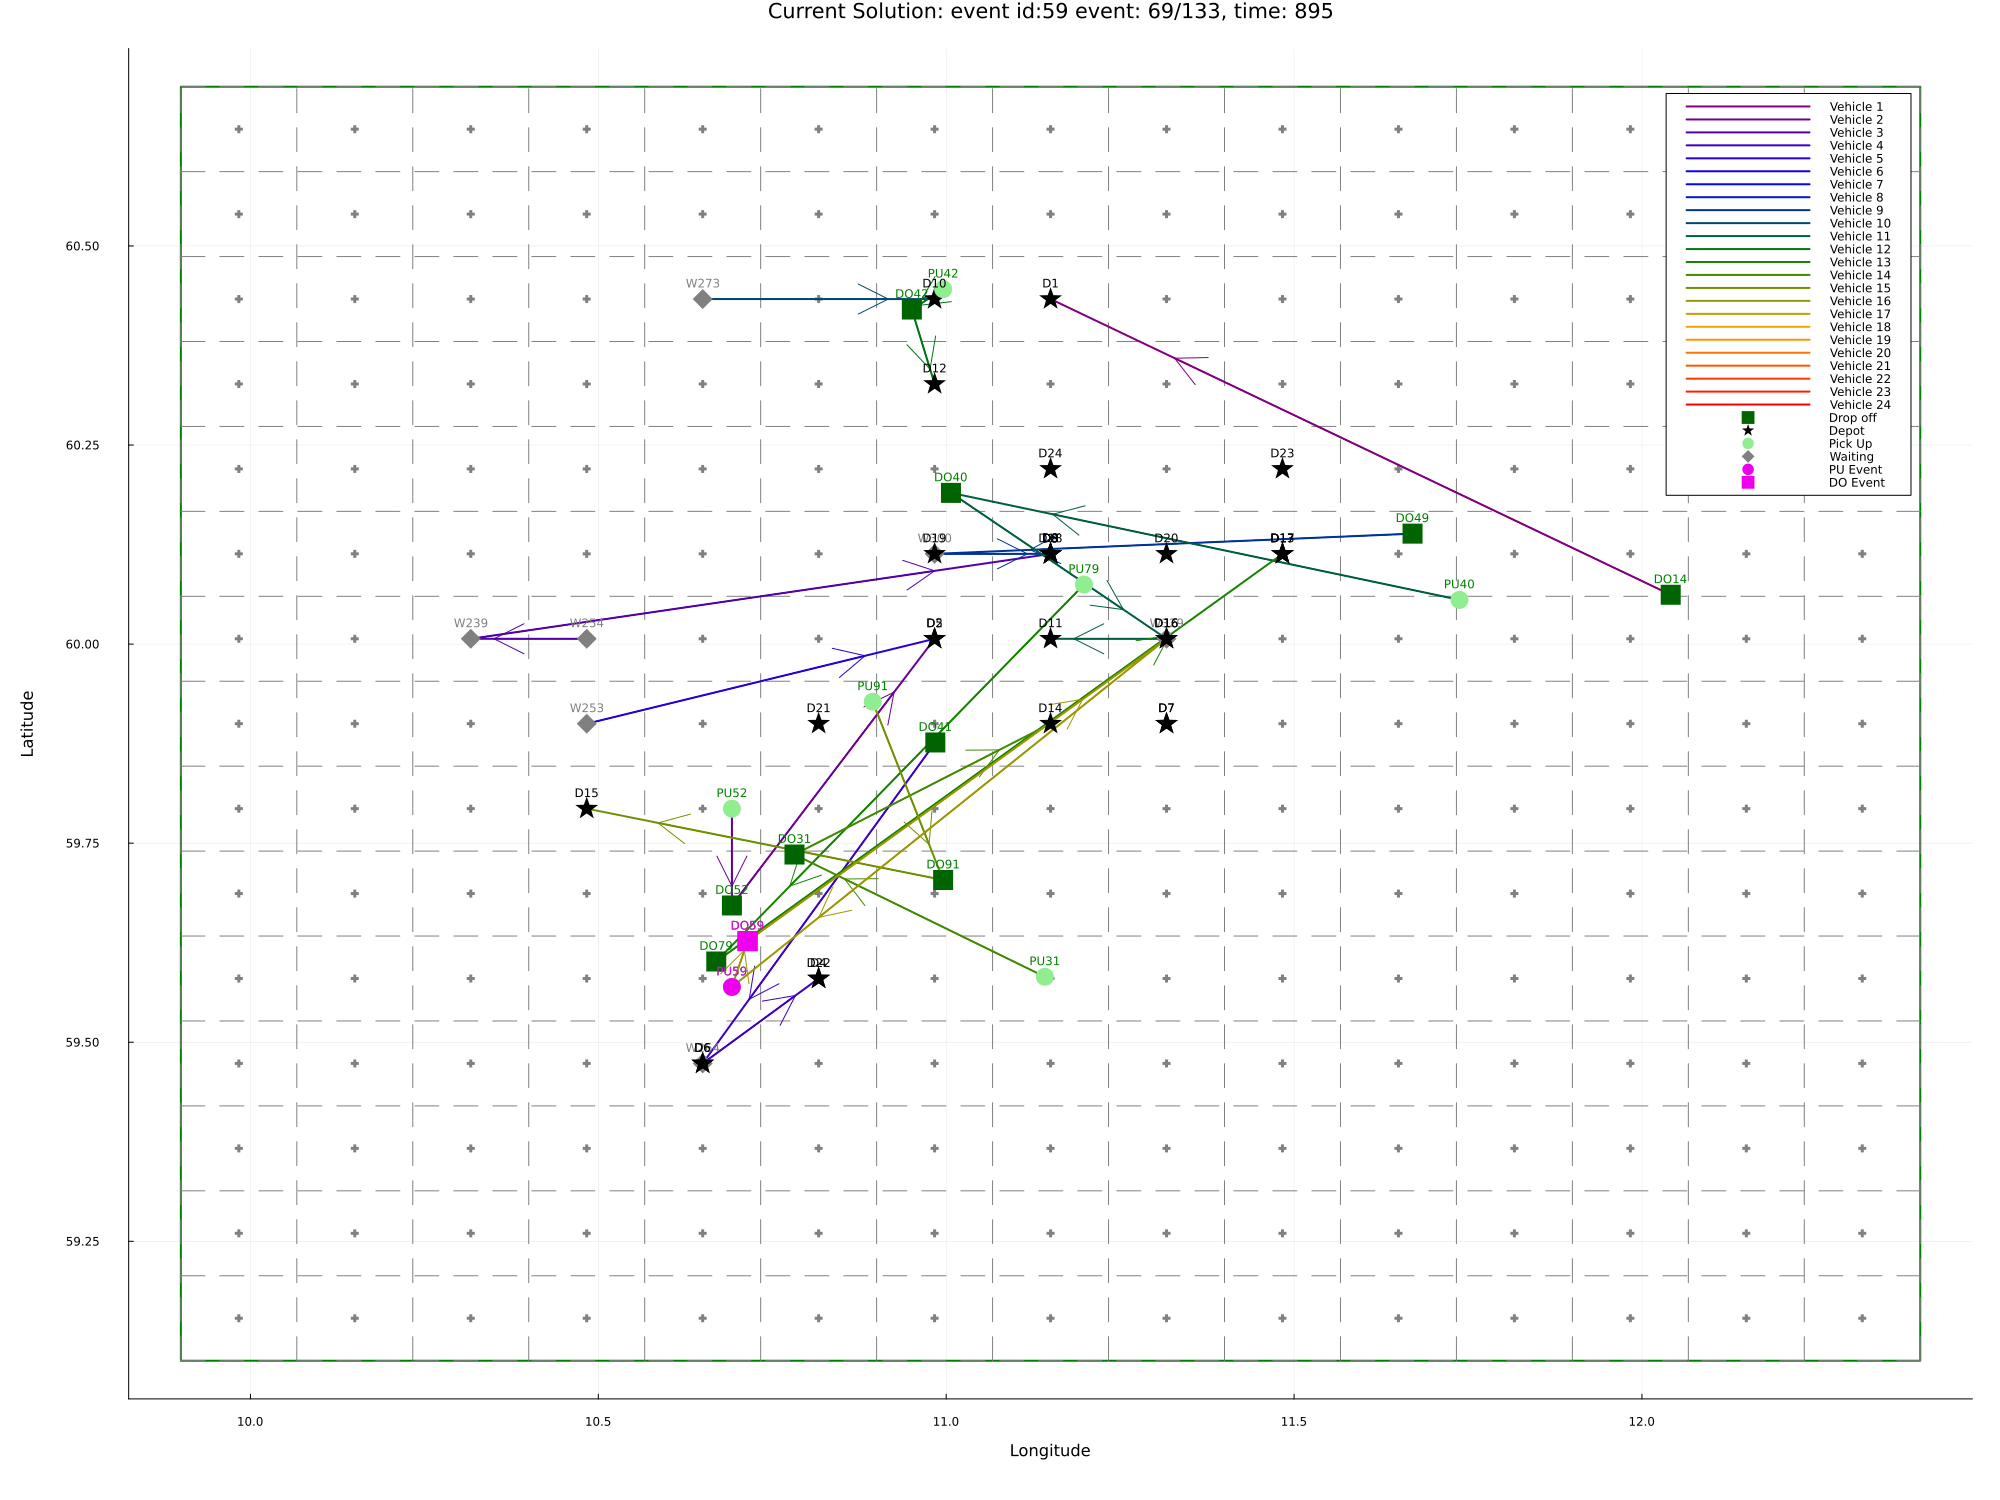 Current Solution: event id:59 event: 69/133, time: 895
Vehicle 1
Vehicle 2
Vehicle 3
Vehicle 4
Vehicle 5
Vehicle 6
Vehicle 7
Vehicle 8
Vehicle 9
Vehicle 10
Vehicle 11
Vehicle 12
Vehicle 13
Vehicle 14
Vehicle 15
Vehicle 16
Vehicle 17
Vehicle 18
Vehicle 19
Vehicle 20
Vehicle 21
Vehicle 22
Vehicle 23
Vehicle 24
Drop off
Depot
Pick Up
Waiting
PU Event
DO Event
60.50
PU42
W273
D10
D1
DO42
D12
60.25
D24
D23
DO40
DO49
D19
D20
PU79
PU40
DO14
W239
W254
D11
D16
60.00
PU91
W253
D21
DO41
D14
D7
D15
PU52
59.75
DO31
DO91
DO52
DO59
DO79
PU59
PU31
D22
59.50
D6
59.25
10.0
10.5
11.0
11.5
12.0
Longitude
Latitude